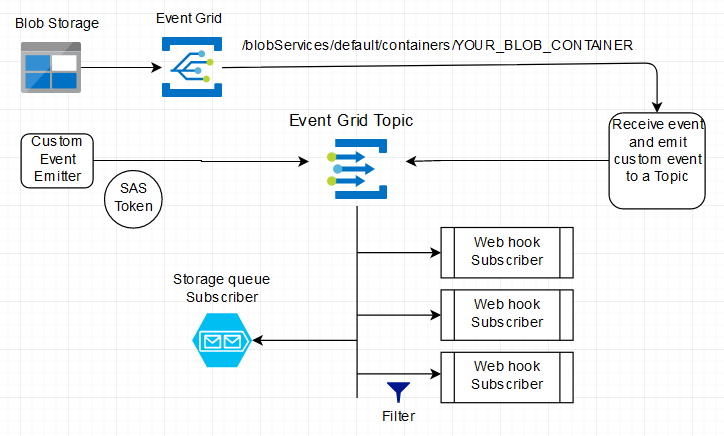 Blob Storage
Event Grid
/blobServices/default/containers/YOUR_BLOB_CONTAINER
Event Grid Topic
Receive event
and emit
custom event
to a Topic
Custom
Event
Emitter
SAS
Token
Web hook
Subscriber
Storage queue
Subscriber
Web hook
Subscriber
Web hook
Subscriber
Filter